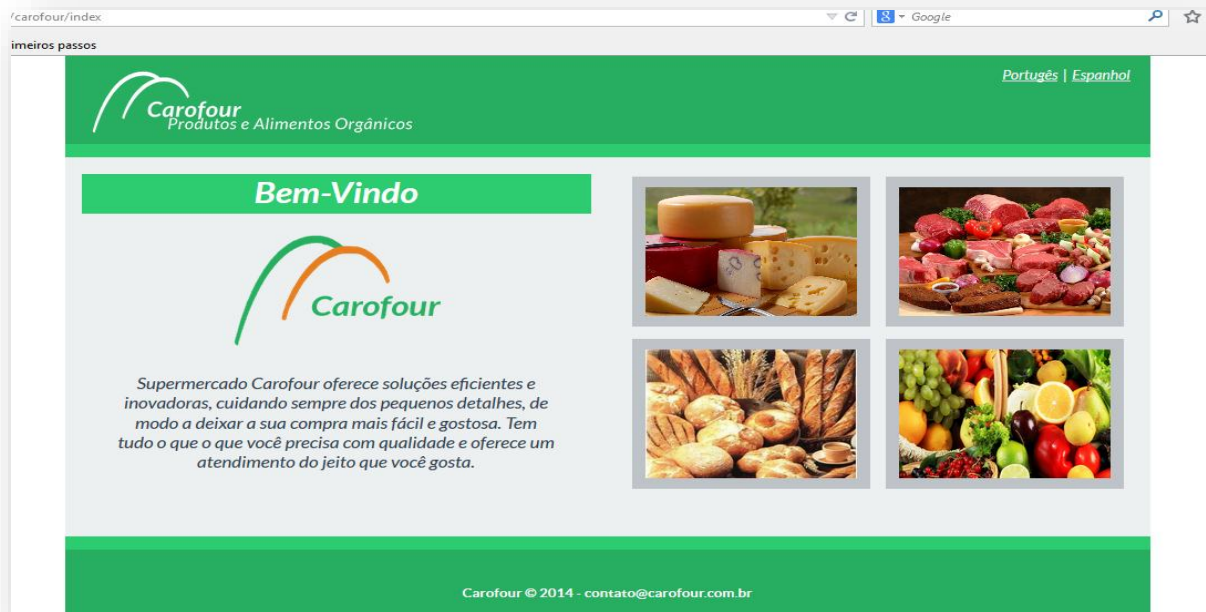 /carofour/index
8 Google
imeiros passos
Portugês | Espanhol
Carofour
Produtos e Alimentos Orgânicos
Bem-Vindo
Carofour
Supermercado Carofour oferece soluções eficientes e
inovadoras, cuidando sempre dos pequenos detalhes, de
modo a deixar a sua compra mais fácil e gostosa. Tem
tudo o que o que você precisa com qualidade e oferece um
atendimento do jeito que você gosta.
Carofour © 2014 - contato@carofour.com.br